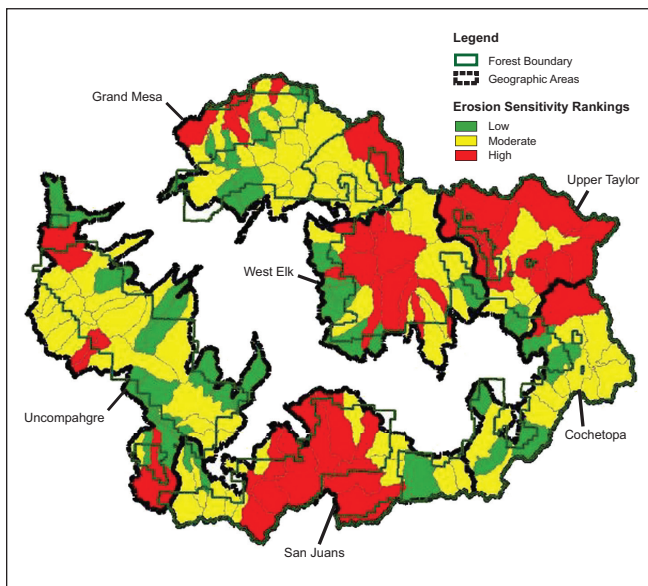 Legend
Forest Boundary
Geographic Areas
Erosion Sensitivity Rankings
Low
Moderate
High
Grand Mesa
Upper Taylor
West Elk
Uncompahgre
Cochetopa
San Juans